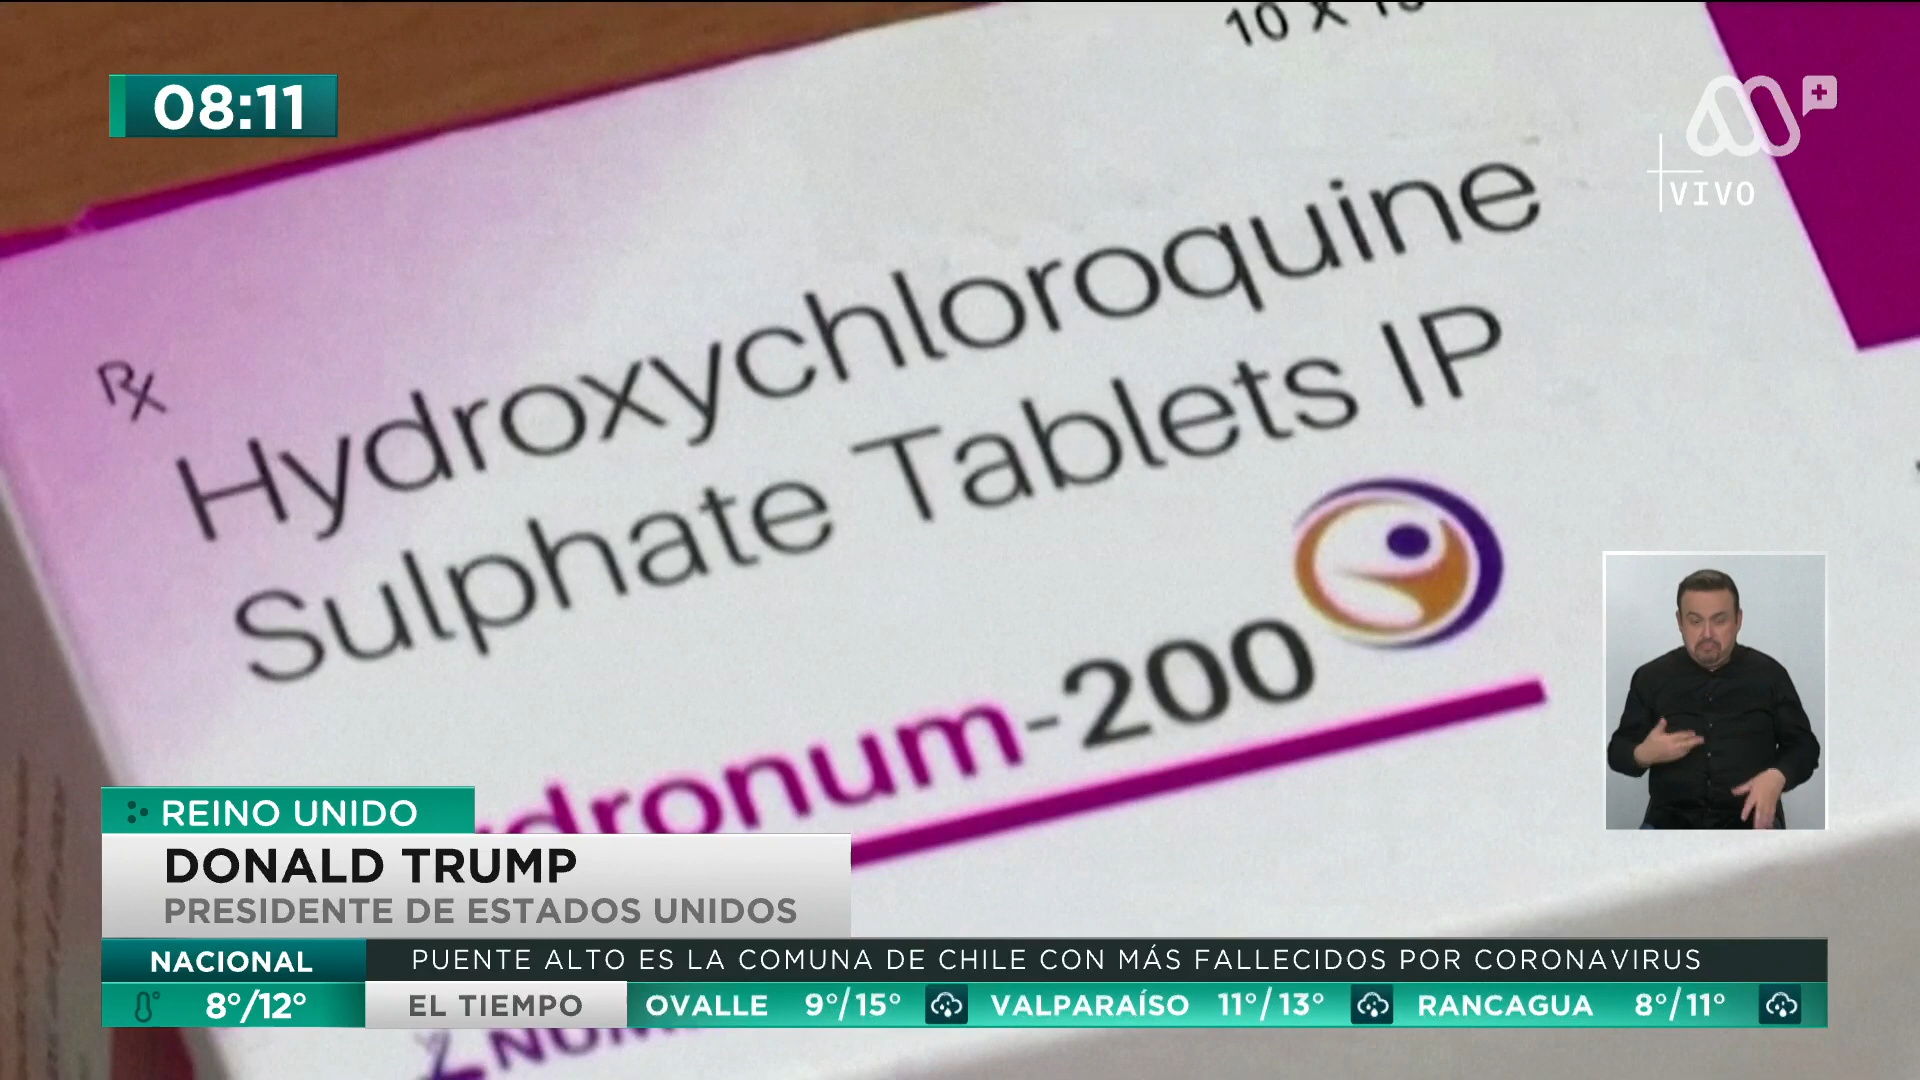 10 X
08:11
VIVO
Rx
Hydroxychloroquine
Sulphate Tablets IP
dronum-200
REINO UNIDO
DONALD TRUMP
PRESIDENTE DE ESTADOS UNIDOS
NACIONAL PUENTE ALTO ES LA COMUNA DE CHILE CON MÁS FALLECIDOS POR CORONAVIRUS
8°/12° EL TIEMPO OVALLE 9°/15° VALPARAÍSO 11°/13° RANCAGUA 8°/11°